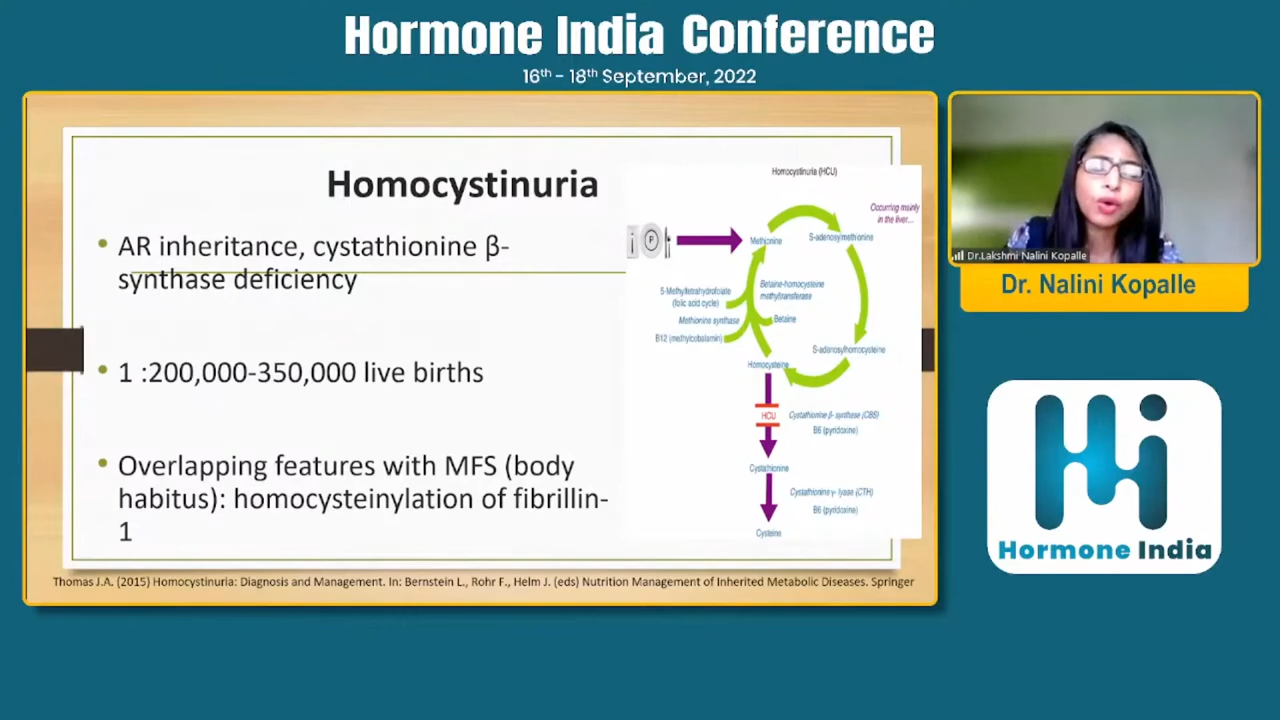 Hormone India Conference
16th - 18th September, 2022
Homocystinuria
• AR inheritance, cystathionine β-
synthase deficiency
• 1 :200,000-350,000 live births
• Overlapping features with MFS (body
habitus): homocysteinylation of fibrillin-
1
Homocystinuria (HCU)
Occurring mainly
in the liver...
Methionine
S-adenosylmethionine
5-Methyltetrahydrofolate
(folic acid cycle)
Methionine synthase
B12 (methylcobalamin)
Betaine-homocysteine
methyltransferase
Betaine
S-adenosylhomocysteine
Homocysteine
HCU
Cystathionine β- synthase (CBS)
B6 (pyridoxine)
Cystathionine
Cystathionine γ- lyase (CTH)
B6 (pyridoxine)
Cysteine
Thomas J.A. (2015) Homocystinuria: Diagnosis and Management. In: Bernstein L., Rohr F., Helm J. (eds) Nutrition Management of Inherited Metabolic Diseases. Springer
Dr.Lakshmi Nalini Kopalle
Dr. Nalini Kopalle
Hormone India